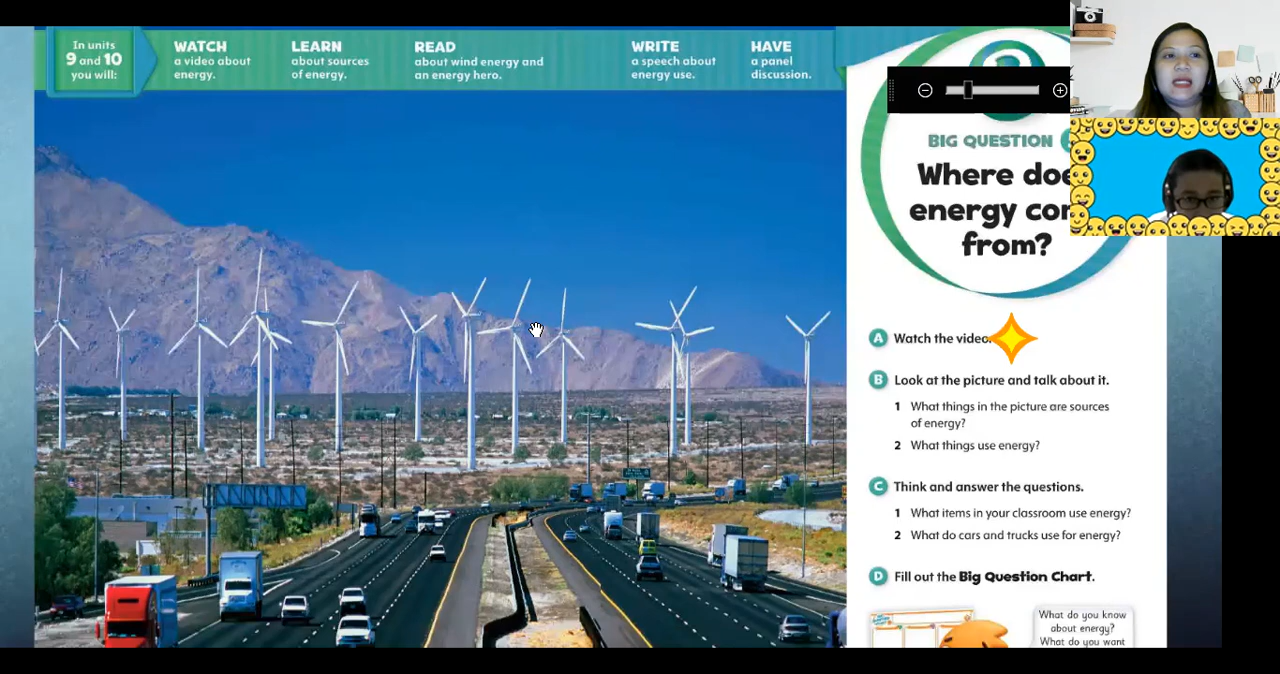 In units
9 and 10
you will:
WATCH
a video about
energy.
LEARN
about sources
of energy.
READ
about wind energy and
an energy hero.
WRITE
a speech about
energy use.
HAVE
a panel
discussion.
BIG QUESTION
Where doe
energy co
from?
A Watch the video.
B Look at the picture and talk about it.
1 What things in the picture are sources
of energy?
2 What things use energy?
C Think and answer the questions.
1 What items in your classroom use energy?
2 What do cars and trucks use for energy?
D Fill out the Big Question Chart.
What do you know
about energy?
What do you want